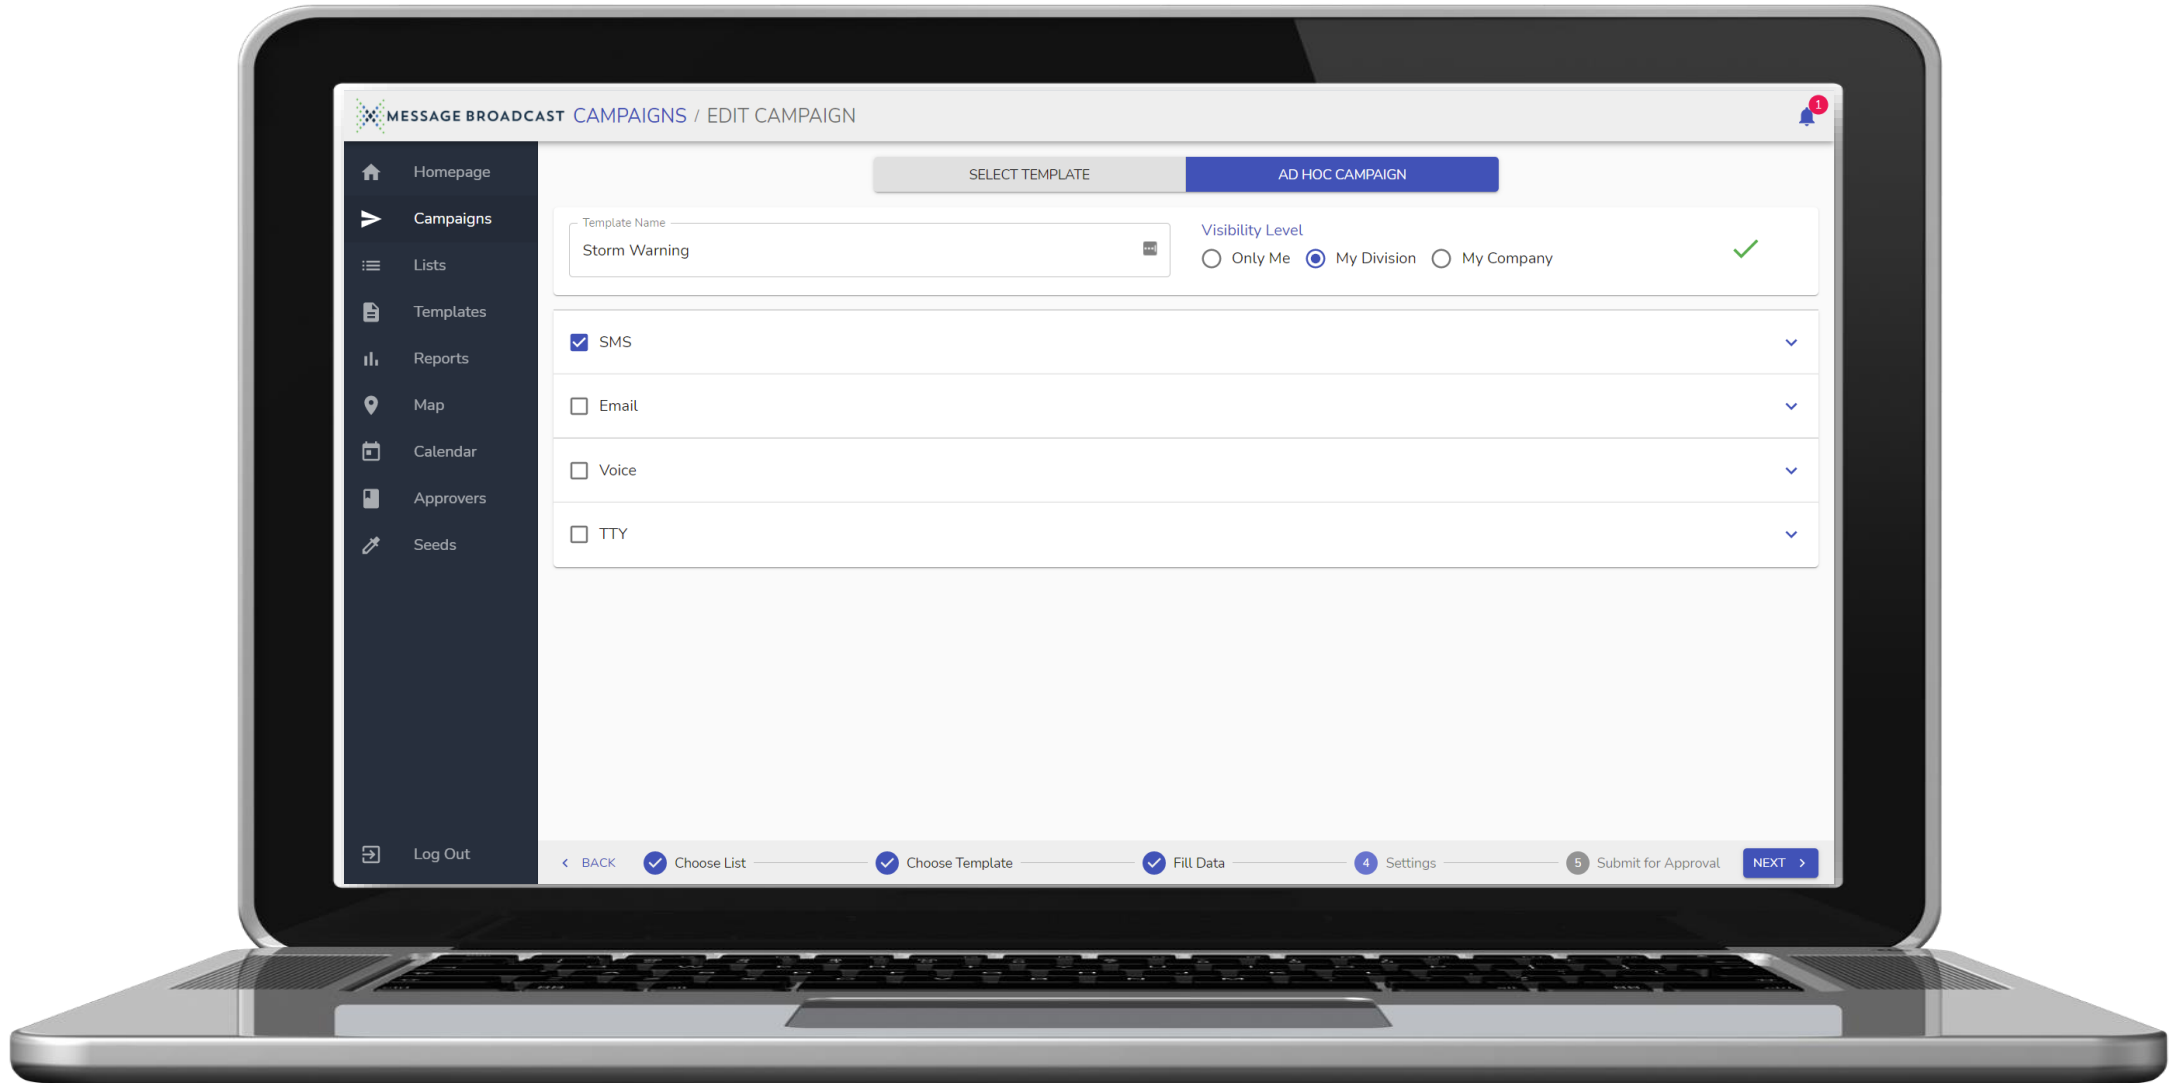 MESSAGE BROADCAST CAMPAIGNS / EDIT CAMPAIGN
1
Homepage
Campaigns
Lists
Templates
Reports
Map
Calendar
Approvers
Seeds
Log Out
SELECT TEMPLATE
AD HOC CAMPAIGN
Template Name
Storm Warning
Visibility Level
Only Me
My Division
My Company
SMS
Email
Voice
TTY
BACK
Choose List
Choose Template
Fill Data
4 Settings
5 Submit for Approval
NEXT